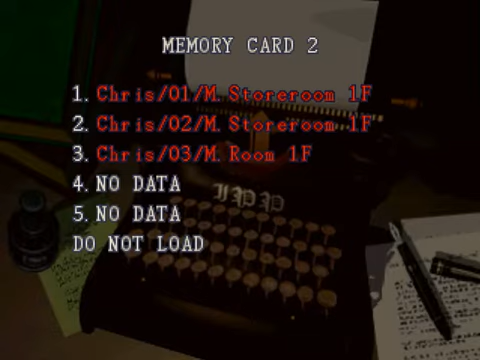 MEMORY CARD 2
1. Chris/01/M. Storeroom 1F
2. Chris/02/M. Storeroom 1F
3. Chris/03/M. Room 1F
4. NO DATA
5. NO DATA
DO NOT LOAD